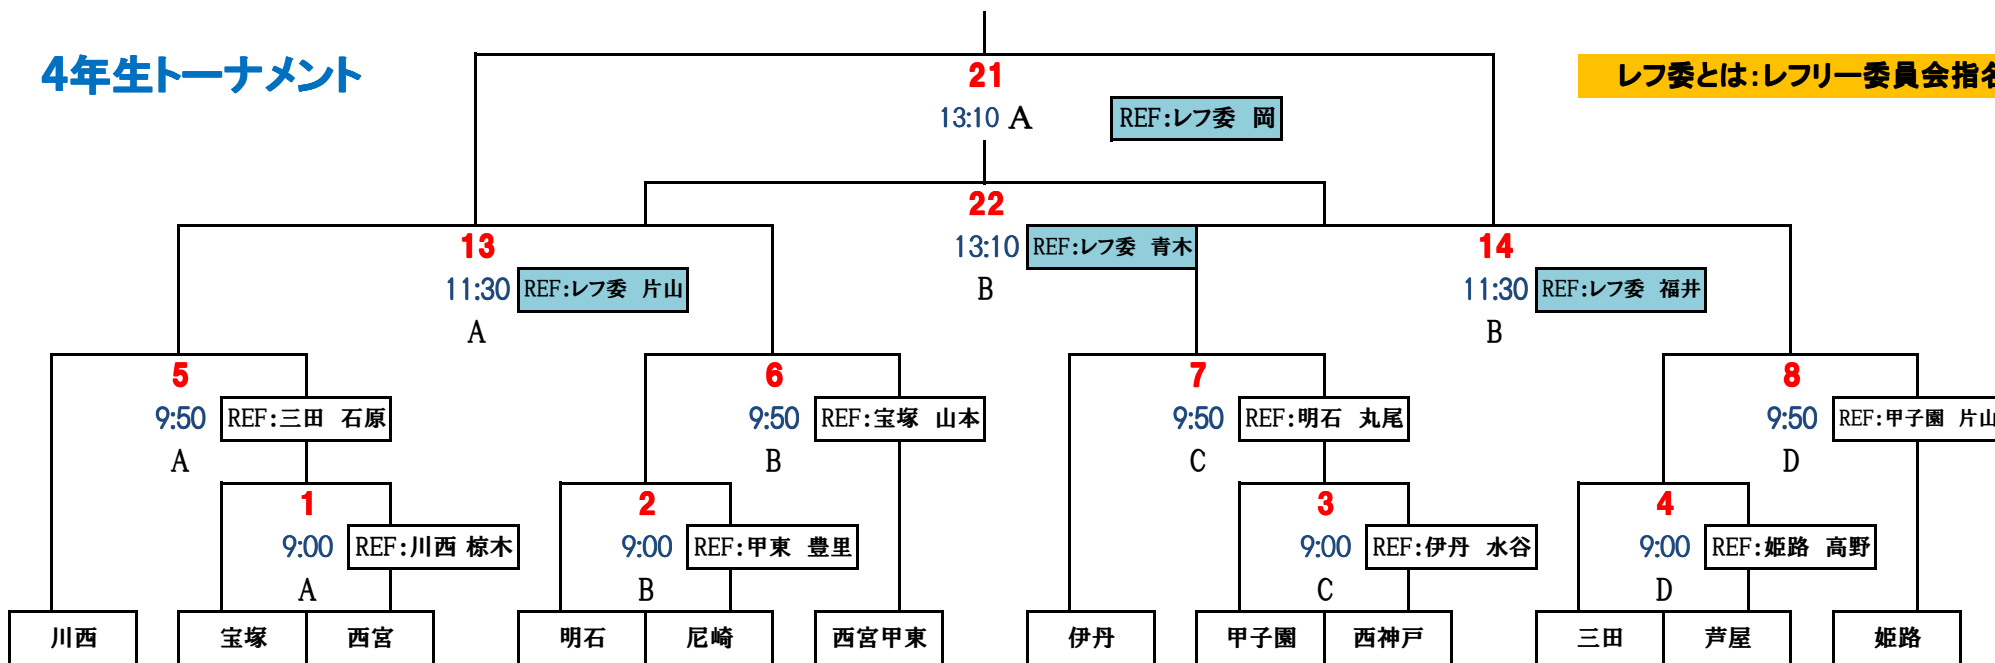 4年生トーナメント
レフ委とは:レフリー委員会指名
21
13:10 A
REF:レフ委 岡
22
13:10
REF:レフ委 青木
B
13
11:30
REF:レフ委 片山
A
14
11:30
REF:レフ委 福井
B
5
9:50
REF:三田 石原
A
6
9:50
REF:宝塚 山本
B
7
9:50
REF:明石 丸尾
C
8
9:50
REF:甲子園 片山
D
1
9:00
REF:川西 椋木
A
2
9:00
REF:甲東 豊里
B
3
9:00
REF:伊丹 水谷
C
4
9:00
REF:姫路 高野
D
川西
宝塚
西宮
明石
尼崎
西宮甲東
伊丹
甲子園
西神戸
三田
芦屋
姫路